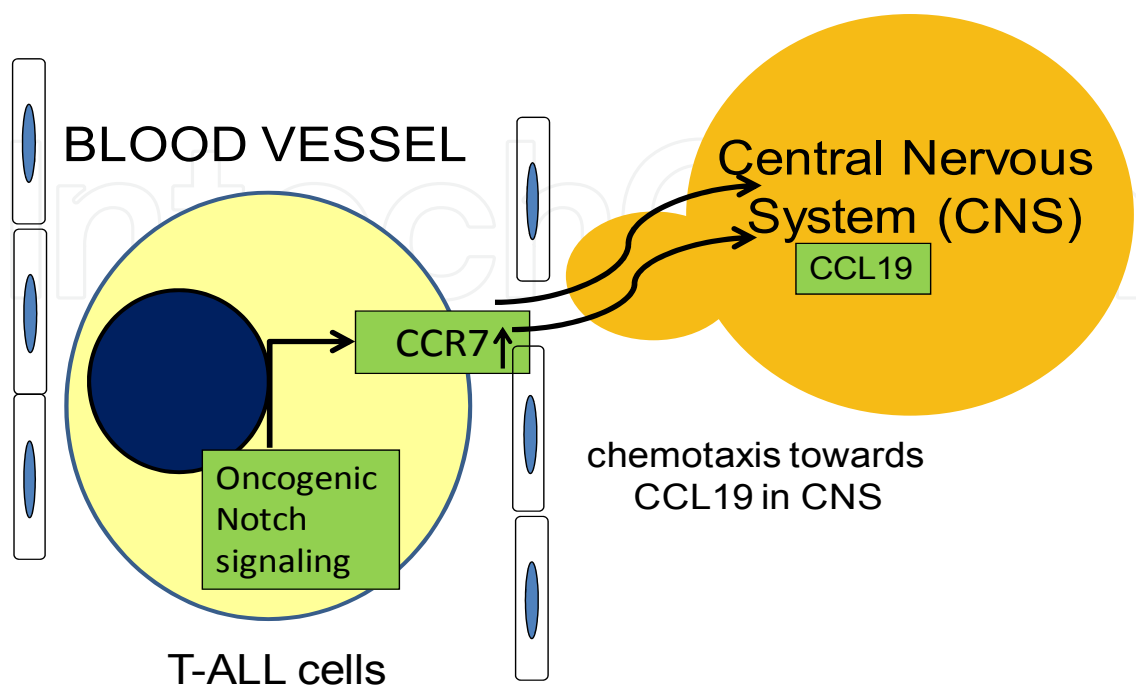 BLOOD VESSEL
Central Nervous
System (CNS)
CCL19
CCR7↑
Oncogenic
Notch
signaling
chemotaxis towards
CCL19 in CNS
T-ALL cells